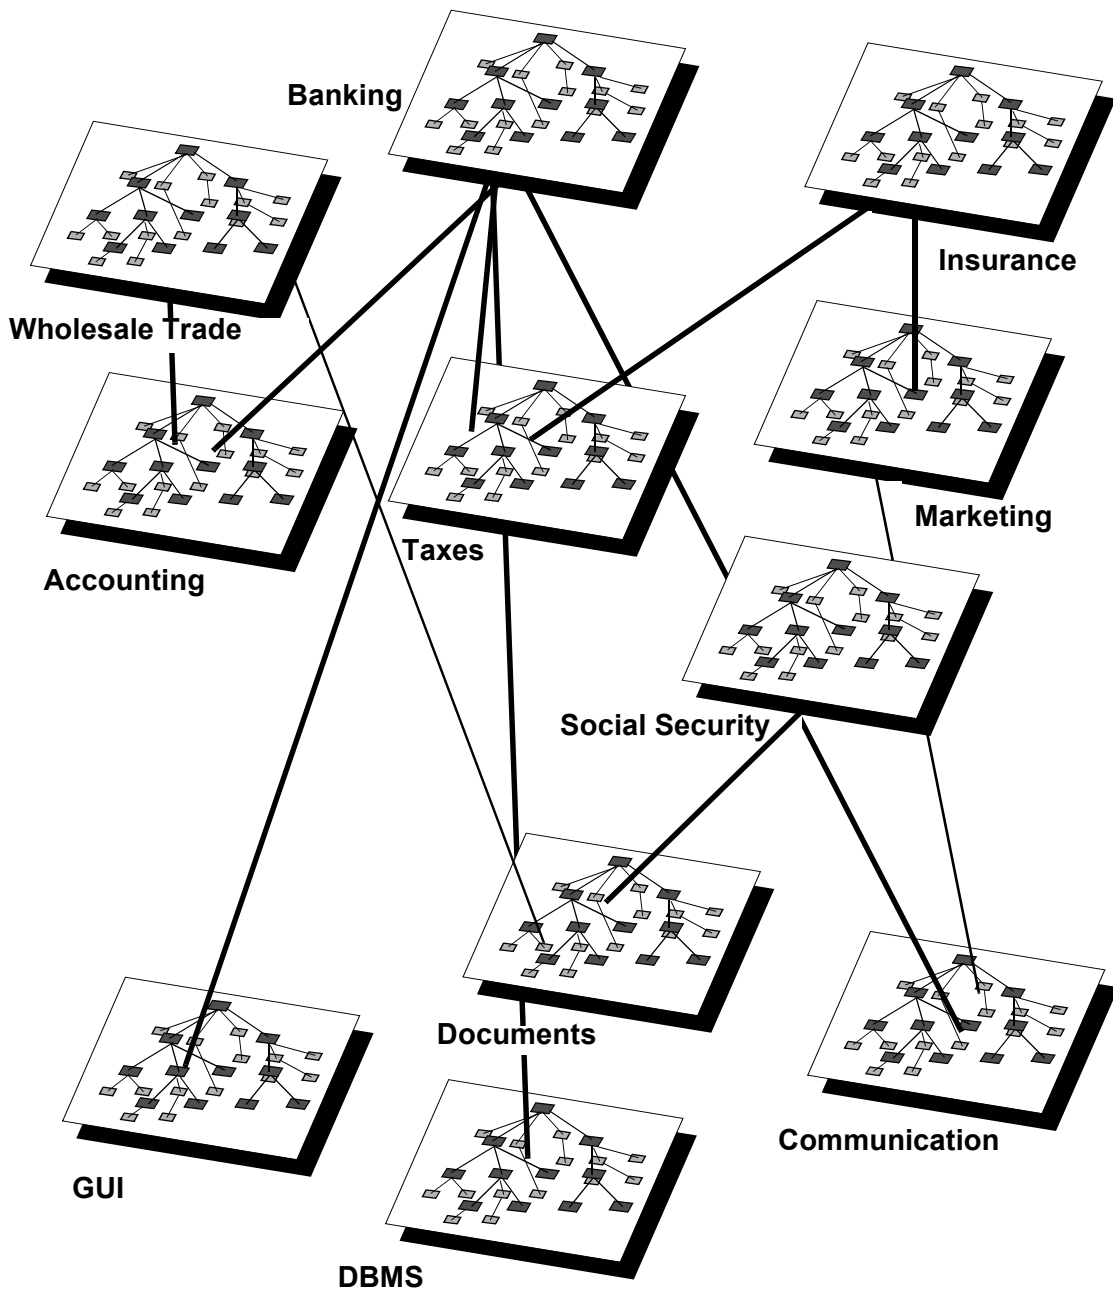 Banking
Insurance
Wholesale Trade
Marketing
Taxes
Accounting
Social Security
Documents
Communication
GUI
DBMS